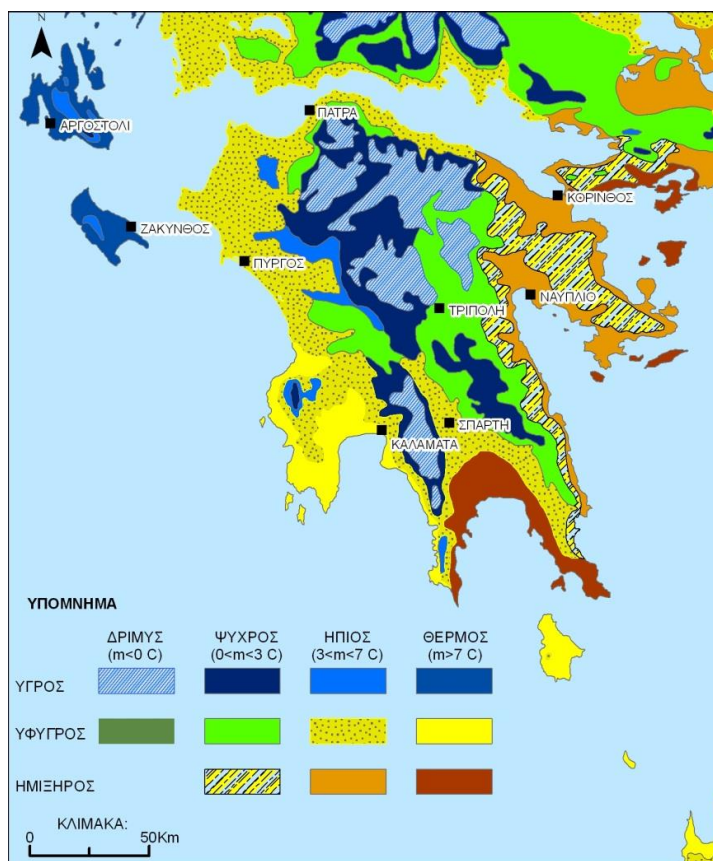 N
ΑΡΓΟΣΤΟΛΙ
ΠΑΤΡΑ
ΚΟΡΙΝΘΟΣ
ΖΑΚΥΝΘΟΣ
ΠΥΡΓΟΣ
ΝΑΥΠΛΙΟ
ΤΡΙΠΟΛΗ
ΣΠΑΡΤΗ
ΚΑΛΑΜΑΤΑ
ΥΠΟΜΝΗΜΑ
ΔΡΙΜΥΣ ΨΥΧΡΟΣ ΗΠΙΟΣ ΘΕΡΜΟΣ
(m<0 C) (0<m<3 C) (3<m<7 C) (m>7 C)
ΥΓΡΟΣ
ΥΦΥΓΡΟΣ
ΗΜΙΞΗΡΟΣ
ΚΛΙΜΑΚΑ:
0 50Km